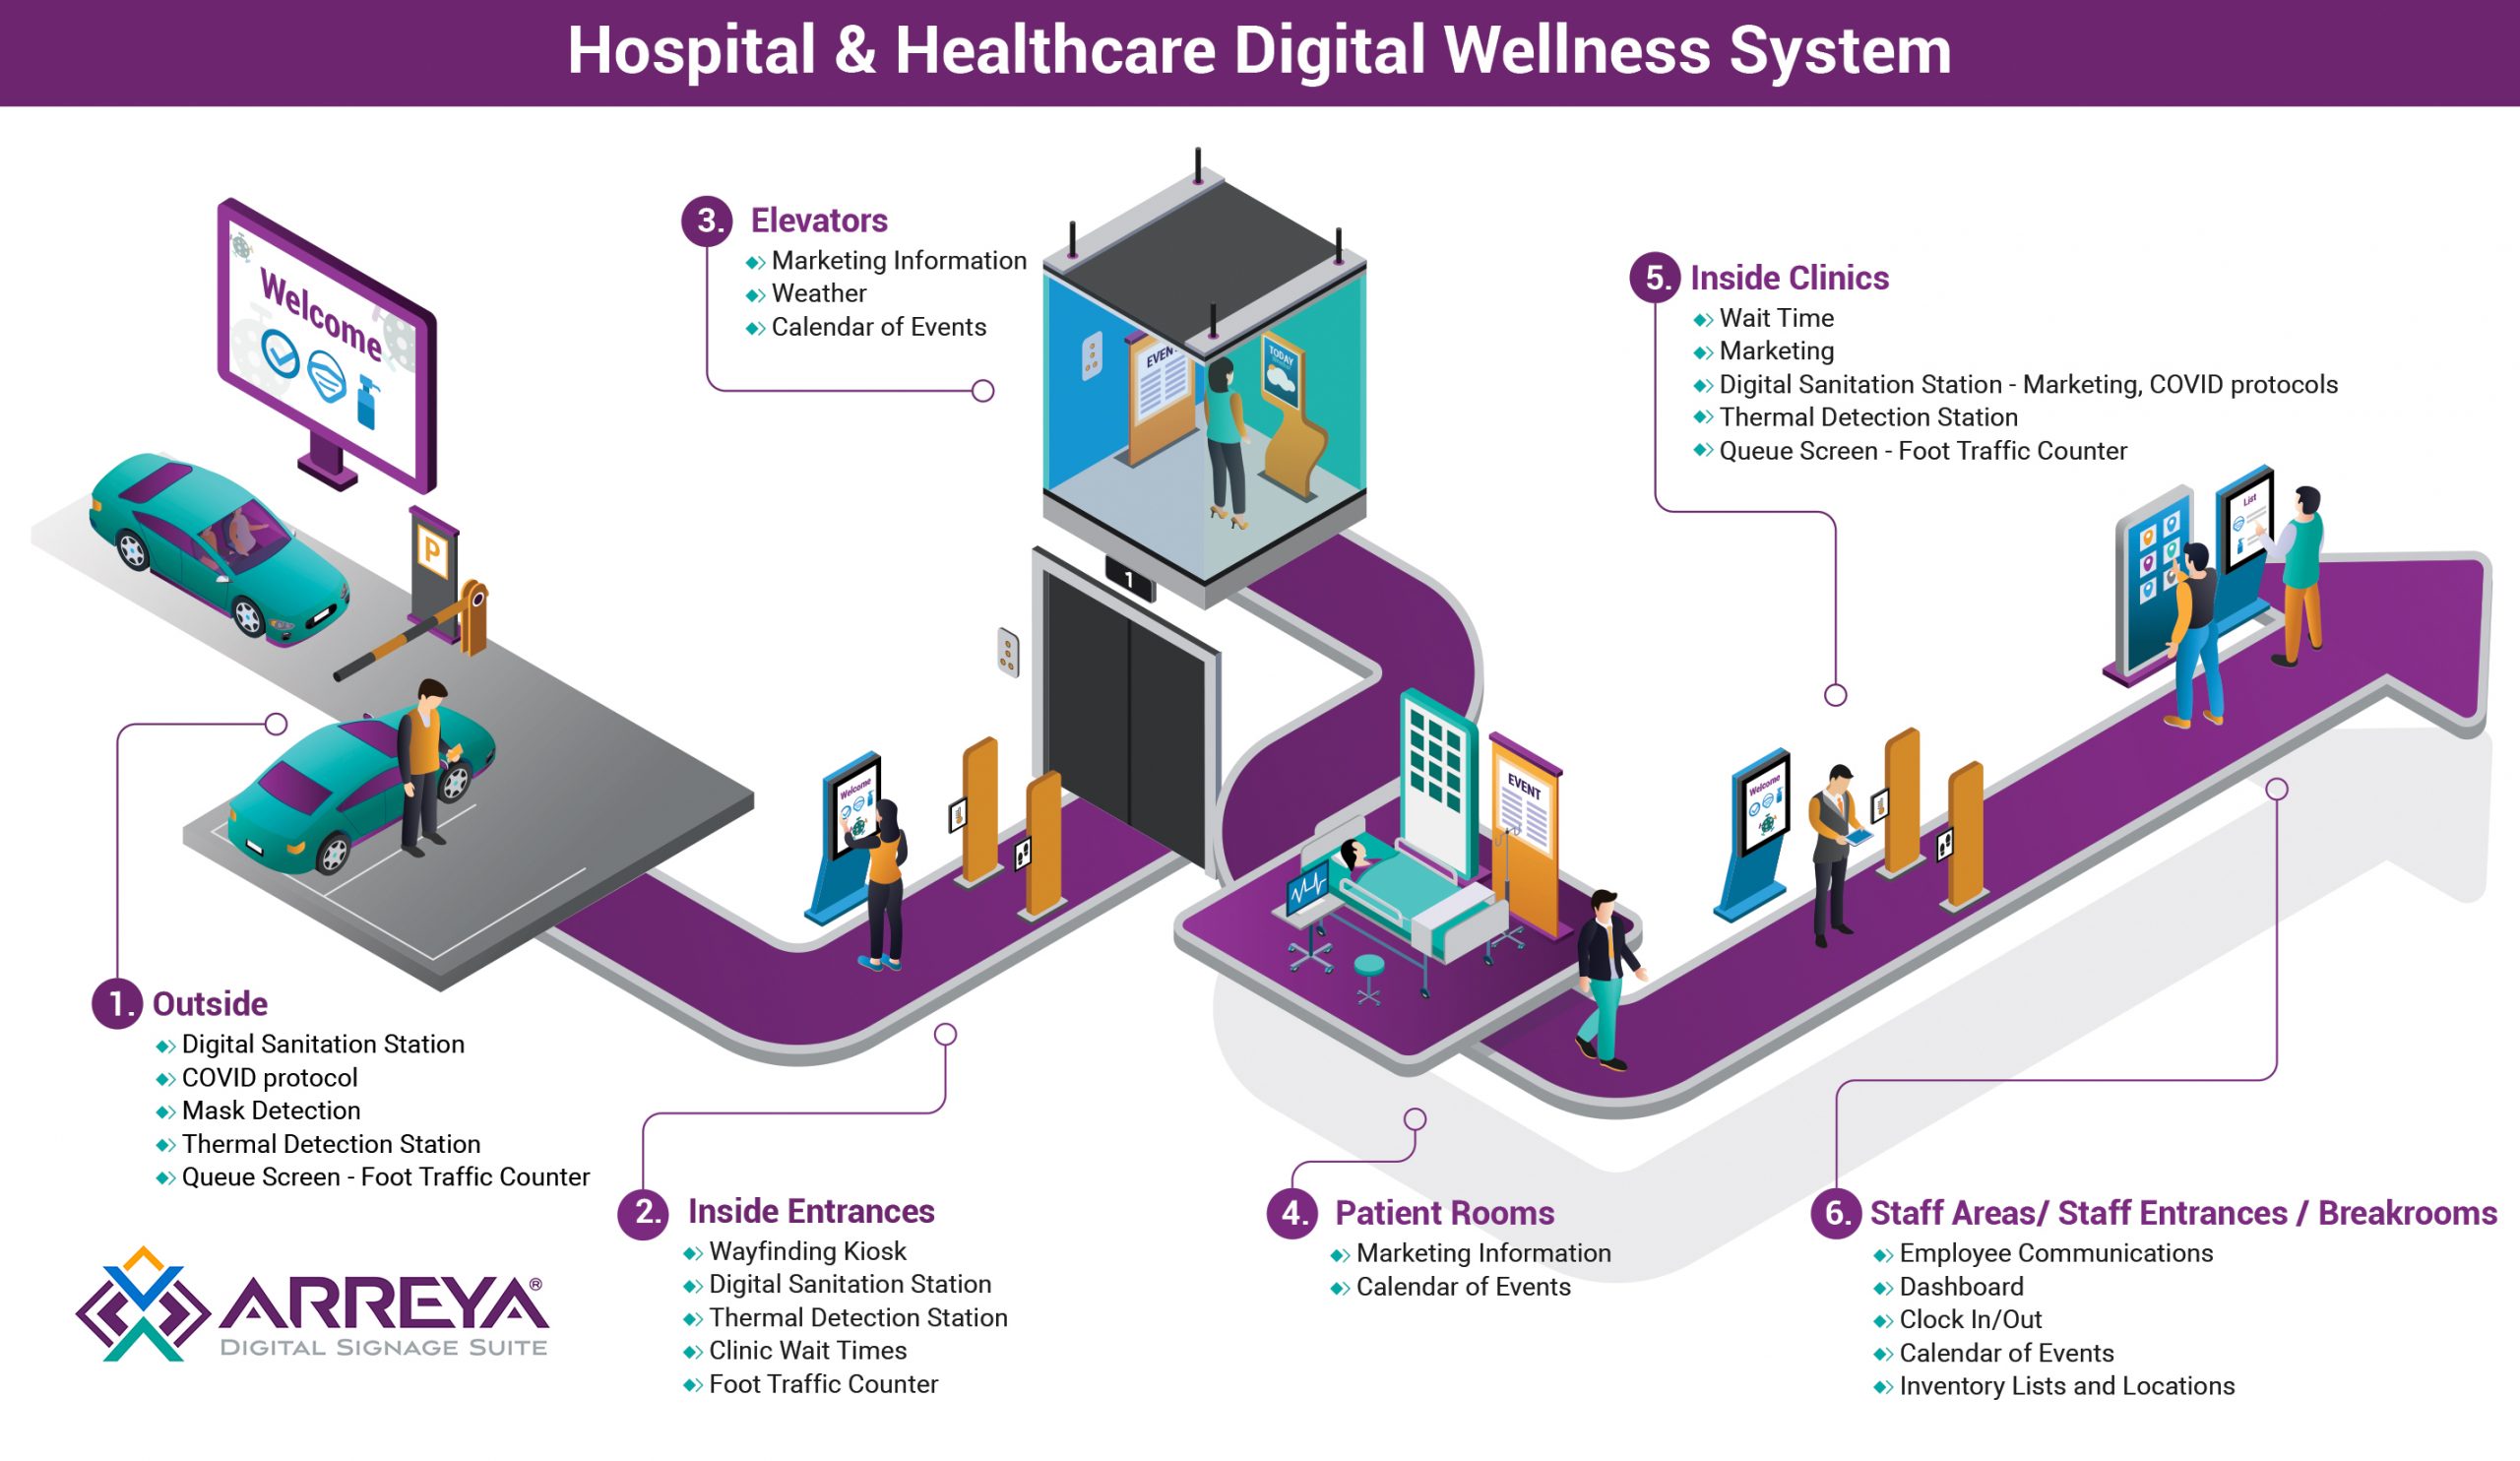 Hospital & Healthcare Digital Wellness System
Welcome
P
3. Elevators
Marketing Information
Weather
Calendar of Events
EVEN
TODAY
1
5. Inside Clinics
Wait Time
Marketing
Digital Sanitation Station - Marketing, COVID protocols
Thermal Detection Station
Queue Screen - Foot Traffic Counter
List
Welcome
EVENT
Welcome
1. Outside
Digital Sanitation Station
COVID protocol
Mask Detection
Thermal Detection Station
Queue Screen - Foot Traffic Counter
2. Inside Entrances
Wayfinding Kiosk
Digital Sanitation Station
Thermal Detection Station
Clinic Wait Times
Foot Traffic Counter
4. Patient Rooms
Marketing Information
Calendar of Events
6. Staff Areas/ Staff Entrances / Breakrooms
Employee Communications
Dashboard
Clock In/Out
Calendar of Events
Inventory Lists and Locations
ARREYA®
DIGITAL SIGNAGE SUITE